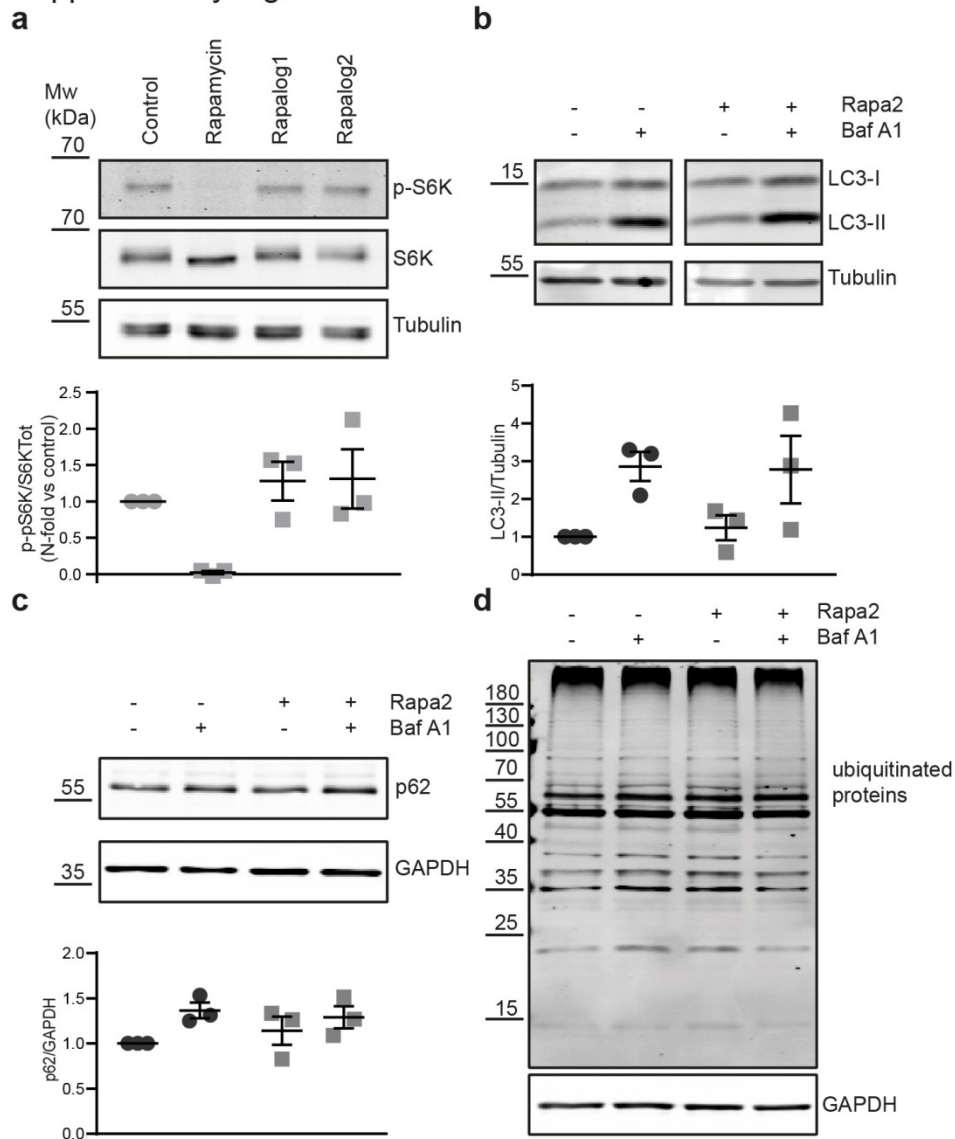 a
Mw
(kDa)
Control
Rapamycin
Rapalog1
Rapalog2
70
p-S6K
70
S6K
55
Tubulin
2.5
2.0
1.5
1.0
0.5
0.0
p-pS6K/S6KTot
(N-fold vs control)
b
- - + + Rapa2
- + - + Baf A1
15
LC3-I
LC3-II
55
Tubulin
5
4
3
2
1
0
LC3-II/Tubulin
c
- - + + Rapa2
- + - + Baf A1
55
p62
35
GAPDH
2.0
1.5
1.0
0.5
0.0
p62/GAPDH
d
- - + + Rapa2
- + - + Baf A1
180
130
100
70
55
40
35
25
15
ubiquitinated
proteins
GAPDH